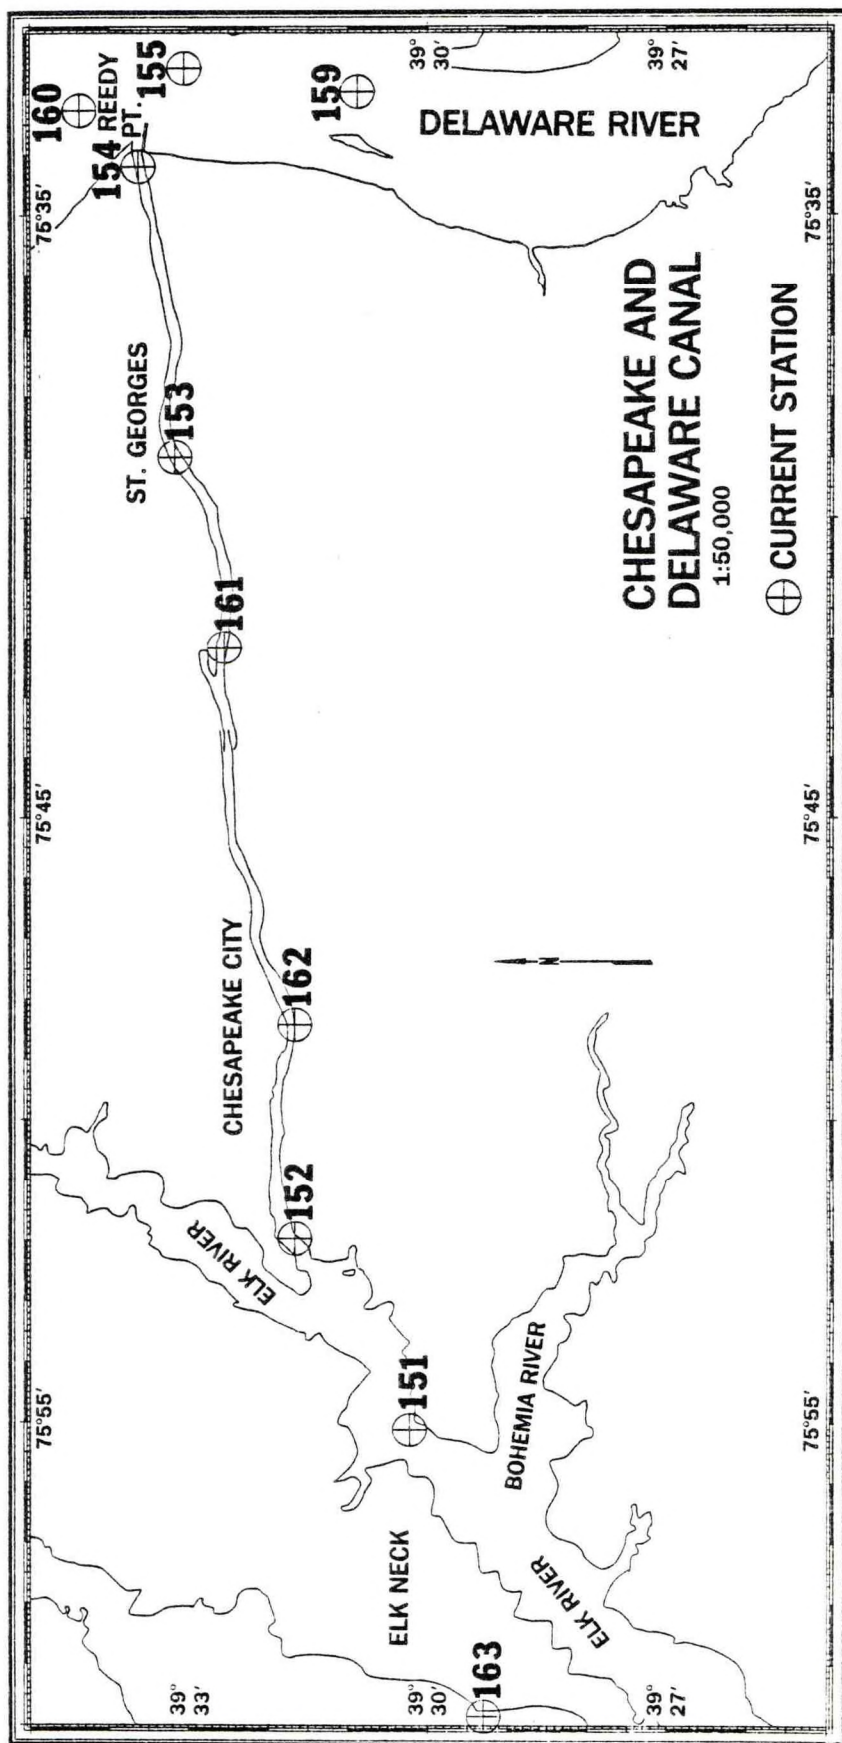 160
REEDY
PT.
155
154
159
39°
30'
39°
27'
DELAWARE RIVER
75°35'
75°35'
ST. GEORGES
153
161
CHESAPEAKE AND
DELAWARE CANAL
1:50,000
CURRENT STATION
75°45'
75°45'
CHESAPEAKE CITY
162
N
152
ELK RIVER
151
BOHEMIA RIVER
75°55'
75°55'
ELK NECK
ELK RIVER
163
39°
33'
39°
30'
39°
27'